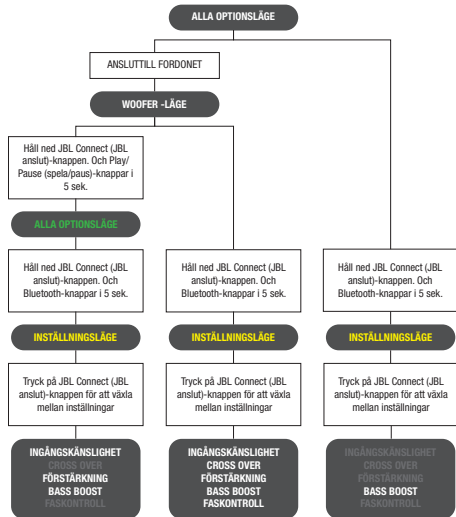 ALLA OPTIONSLÄGE
ANSLUTTILL FORDONET
WOOFER -LÄGE
Håll ned JBL Connect (JBL
anslut)-knappen. Och Play/
Pause (spela/paus)-knappar i
5 sek.
ALLA OPTIONSLÄGE
Håll ned JBL Connect (JBL
anslut)-knappen. Och
Bluetooth-knappar i 5 sek.
INSTÄLLNINGSLÄGE
Tryck på JBL Connect (JBL
anslut)-knappen för att växla
mellan inställningar
INGÅNGSKÄNSLIGHET
CROSS OVER
FÖRSTÄRKNING
BASS BOOST
FASKONTROLL
Håll ned JBL Connect (JBL
anslut)-knappen. Och
Bluetooth-knappar i 5 sek.
INSTÄLLNINGSLÄGE
Tryck på JBL Connect (JBL
anslut)-knappen för att växla
mellan inställningar
INGÅNGSKÄNSLIGHET
CROSS OVER
FÖRSTÄRKNING
BASS BOOST
FASKONTROLL
Håll ned JBL Connect (JBL
anslut)-knappen. Och
Bluetooth-knappar i 5 sek.
INSTÄLLNINGSLÄGE
Tryck på JBL Connect (JBL
anslut)-knappen för att växla
mellan inställningar
INGÅNGSKÄNSLIGHET
CROSS OVER
FÖRSTÄRKNING
BASS BOOST
FASKONTROLL